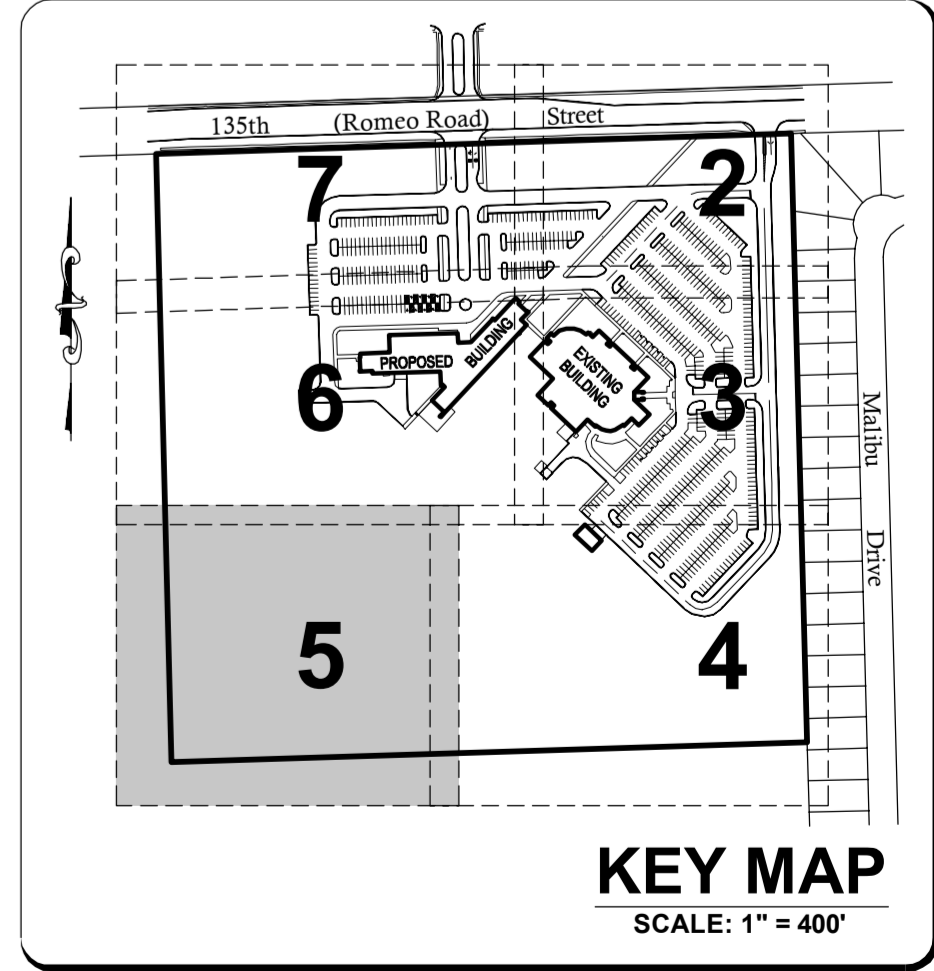 135th (Romeo Road) Street
7
2
PROPOSED BUILDING
EXISTING
BUILDING
6
3
Malibu Drive
5
4
KEY MAP
SCALE: 1" = 400'